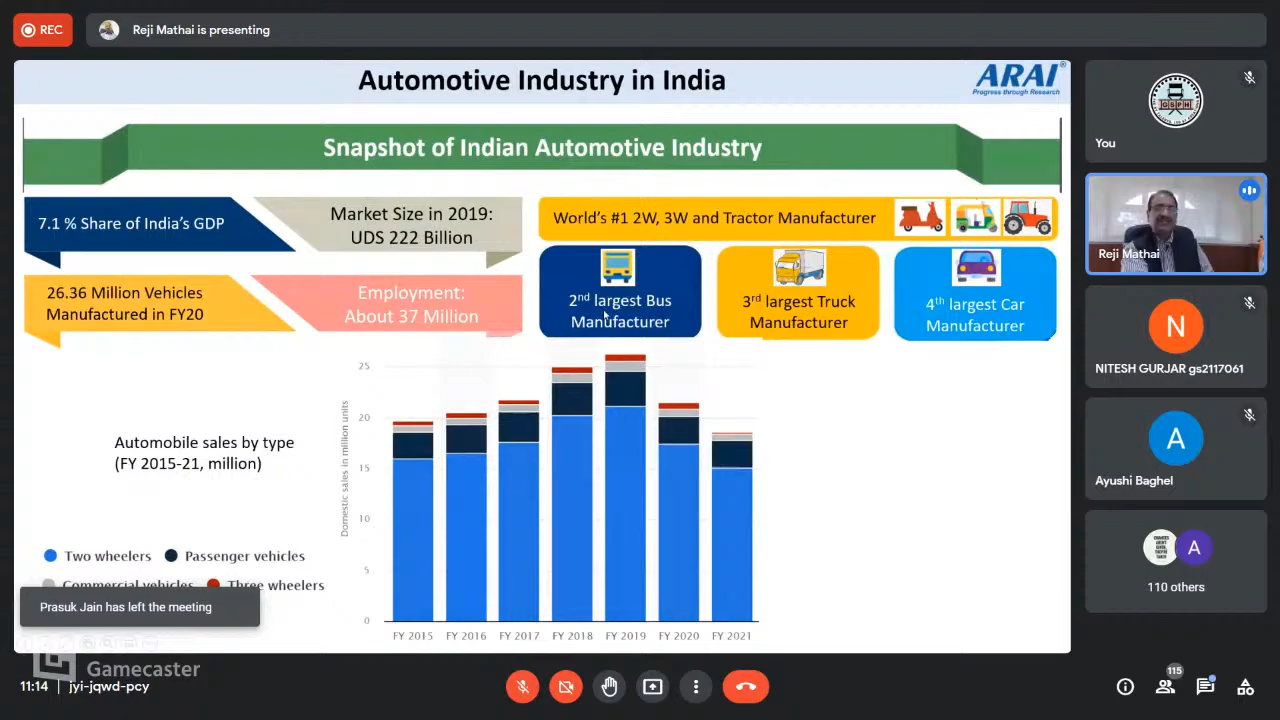 REC
Reji Mathai is presenting
Automotive Industry in India
ARAI
®
Progress through Research
Snapshot of Indian Automotive Industry
7.1 % Share of India's GDP
Market Size in 2019:
UDS 222 Billion
World's #1 2W, 3W and Tractor Manufacturer
26.36 Million Vehicles
Manufactured in FY20
Employment:
About 37 Million
2nd largest Bus
Manufacturer
3rd largest Truck
Manufacturer
4th largest Car
Manufacturer
Automobile sales by type
(FY 2015-21, million)
Two wheelers
Passenger vehicles
Commercial vehicles
Three wheelers
Domestic sales in million units
25
20
15
10
5
0
FY 2015
FY 2016
FY 2017
FY 2018
FY 2019
FY 2020
FY 2021
Prasuk Jain has left the meeting
Gamecaster
11:14 | jyi-jqwd-pcy
GSPH
You
Reji Mathai
N
NITESH GURJAR gs2117061
A
Ayushi Baghel
A
110 others
115